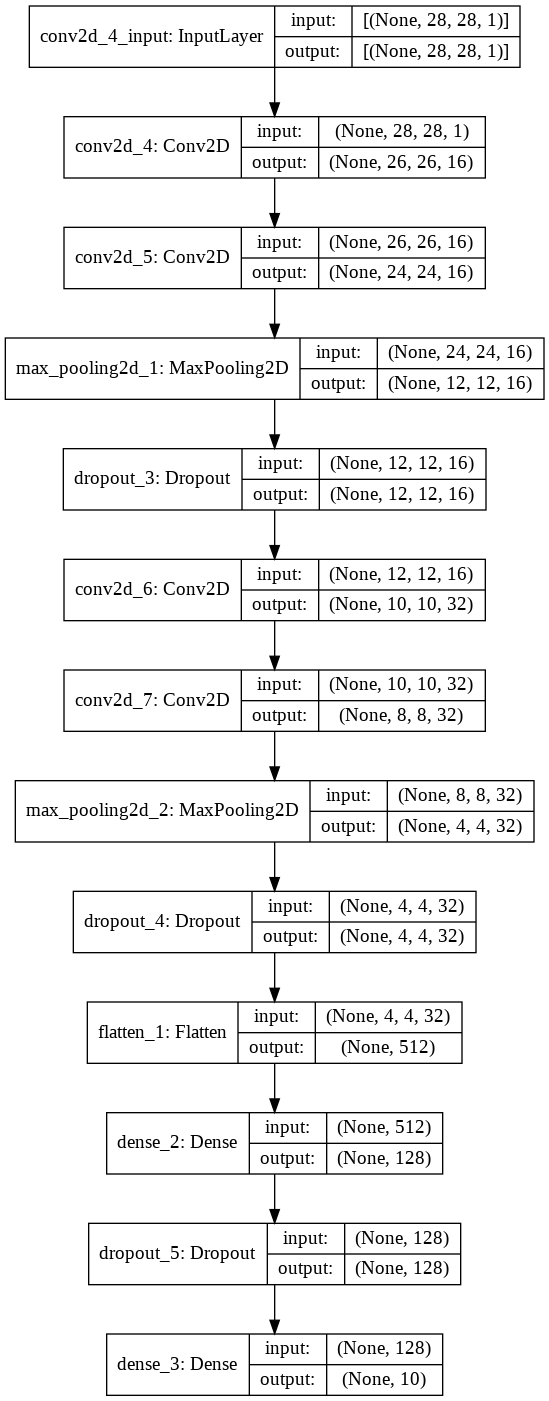 conv2d_4_input: InputLayer
input: [(None, 28, 28, 1)]
output: [(None, 28, 28, 1)]
conv2d_4: Conv2D
input: (None, 28, 28, 1)
output: (None, 26, 26, 16)
conv2d_5: Conv2D
input: (None, 26, 26, 16)
output: (None, 24, 24, 16)
max_pooling2d_1: MaxPooling2D
input: (None, 24, 24, 16)
output: (None, 12, 12, 16)
dropout_3: Dropout
input: (None, 12, 12, 16)
output: (None, 12, 12, 16)
conv2d_6: Conv2D
input: (None, 12, 12, 16)
output: (None, 10, 10, 32)
conv2d_7: Conv2D
input: (None, 10, 10, 32)
output: (None, 8, 8, 32)
max_pooling2d_2: MaxPooling2D
input: (None, 8, 8, 32)
output: (None, 4, 4, 32)
dropout_4: Dropout
input: (None, 4, 4, 32)
output: (None, 4, 4, 32)
flatten_1: Flatten
input: (None, 4, 4, 32)
output: (None, 512)
dense_2: Dense
input: (None, 512)
output: (None, 128)
dropout_5: Dropout
input: (None, 128)
output: (None, 128)
dense_3: Dense
input: (None, 128)
output: (None, 10)